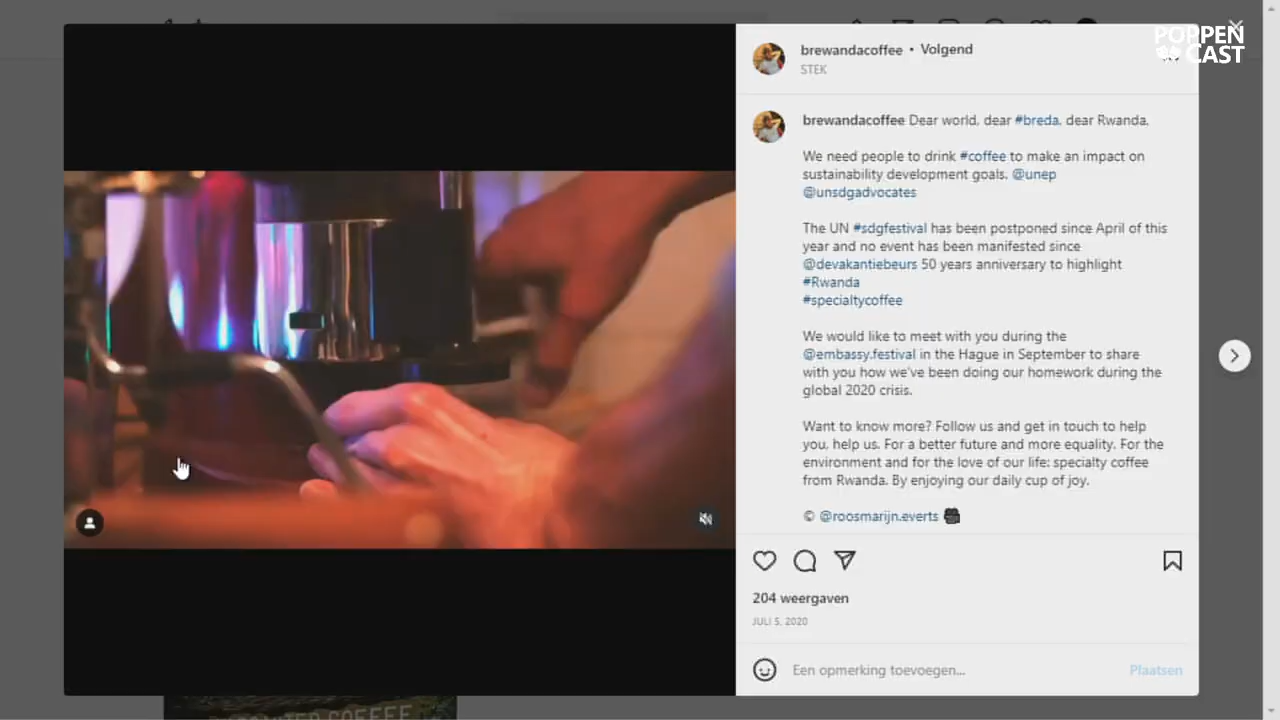 POPPEN
CAST
brewandacoffee • Volgend
STEK
brewandacoffee Dear world, dear #breda, dear Rwanda.
We need people to drink #coffee to make an impact on
sustainability development goals. @unep
@unsdgadvocates
The UN #sdgfestival has been postponed since April of this
year and no event has been manifested since
@devakantiebeurs 50 years anniversary to highlight
#Rwanda
#specialtycoffee
We would like to meet with you during the
@embassy.festival in the Hague in September to share
with you how we've been doing our homework during the
global 2020 crisis.
Want to know more? Follow us and get in touch to help
you, help us. For a better future and more equality. For the
environment and for the love of our life: specialty coffee
from Rwanda. By enjoying our daily cup of joy.
© @roosmarijn.everts
204 weergaven
JULI 5, 2020
Een opmerking toevoegen...
Plaatsen
COFFEE